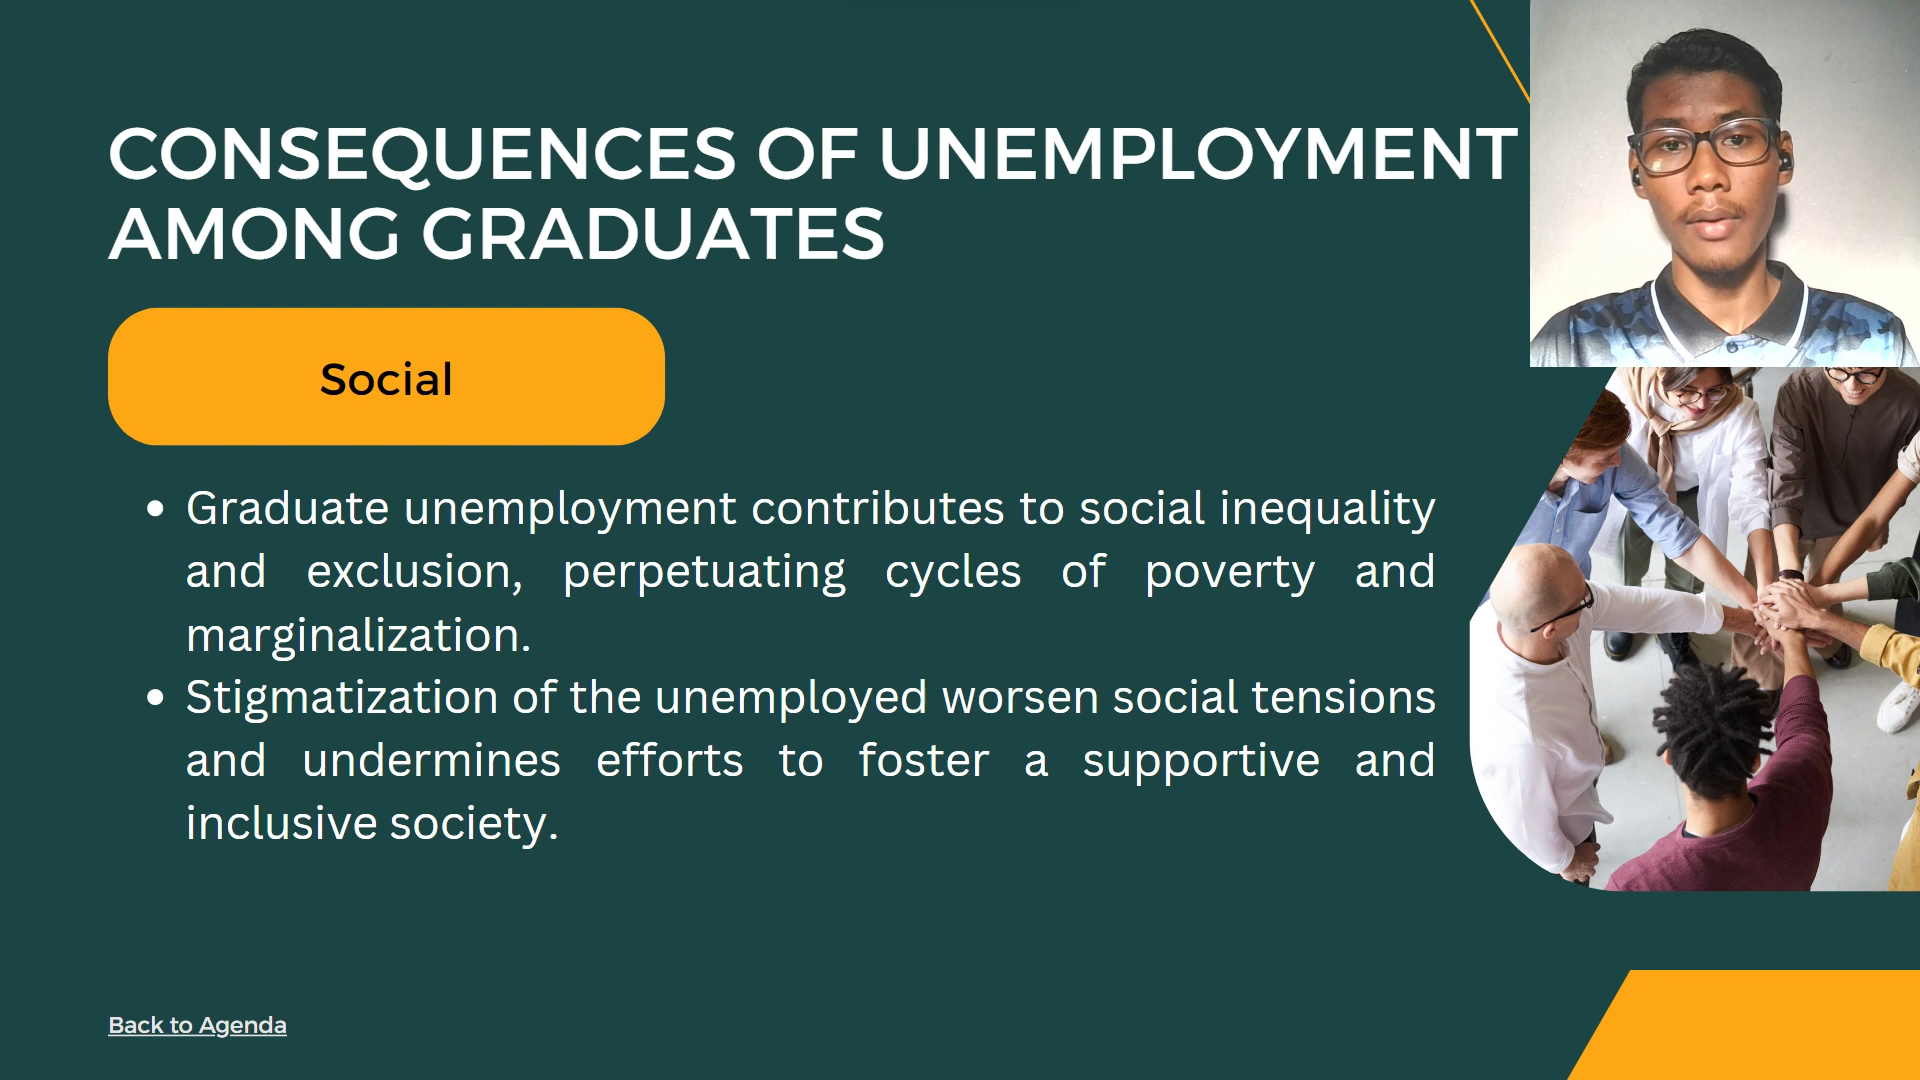 CONSEQUENCES OF UNEMPLOYMENT
AMONG GRADUATES
Social
• Graduate unemployment contributes to social inequality
and exclusion, perpetuating cycles of poverty and
marginalization.
• Stigmatization of the unemployed worsen social tensions
and undermines efforts to foster a supportive and
inclusive society.
Back to Agenda